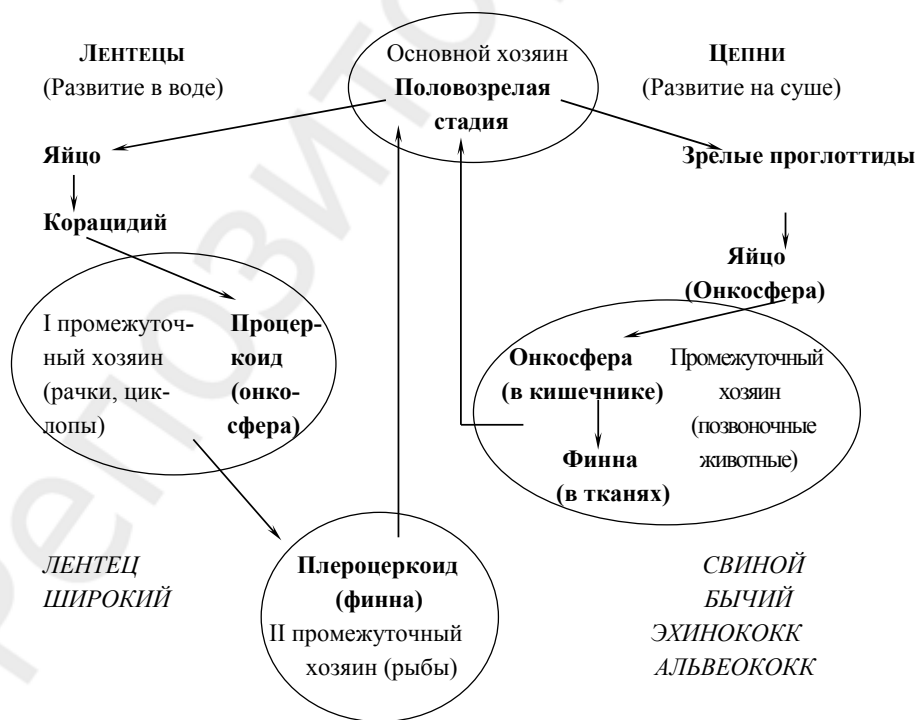 ЛЕНТЕЦЫ
(Развитие в воде)
Основной хозяин
Половозрелая
стадия
ЦЕПНИ
(Развитие на суше)
Яйцо
Корацидий
I промежуточ-
ный хозяин
(рачки, цик-
лопы)
Процер-
коид
(онко-
сфера)
Плероцеркоид
(финна)
II промежуточный
хозяин (рыбы)
ЛЕНТЕЦ
ШИРОКИЙ
Зрелые проглоттиды
Яйцо
(Онкосфера)
Онкосфера
(в кишечнике)
Финна
(в тканях)
Промежуточный
хозяин
(позвоночные
животные)
СВИНОЙ
БЫЧИЙ
ЭХИНОКОКК
АЛЬВЕОКОКК
Репозито